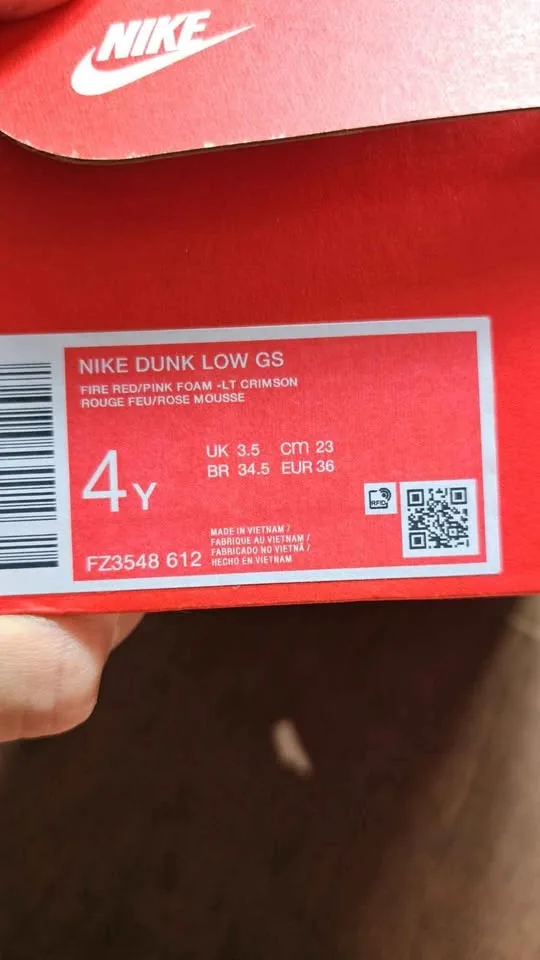 NIKE
NIKE DUNK LOW GS
FIRE RED/PINK FOAM -LT CRIMSON
ROUGE FEU/ROSE MOUSSE
4Y
UK 3.5 cm 23
BR 34.5 EUR 36
RFID
MADE IN VIETNAM /
FABRIQUE AU VIETNAM /
FABRICADO NO VIETNÃ /
HECHO EN VIETNAM
FZ3548 612